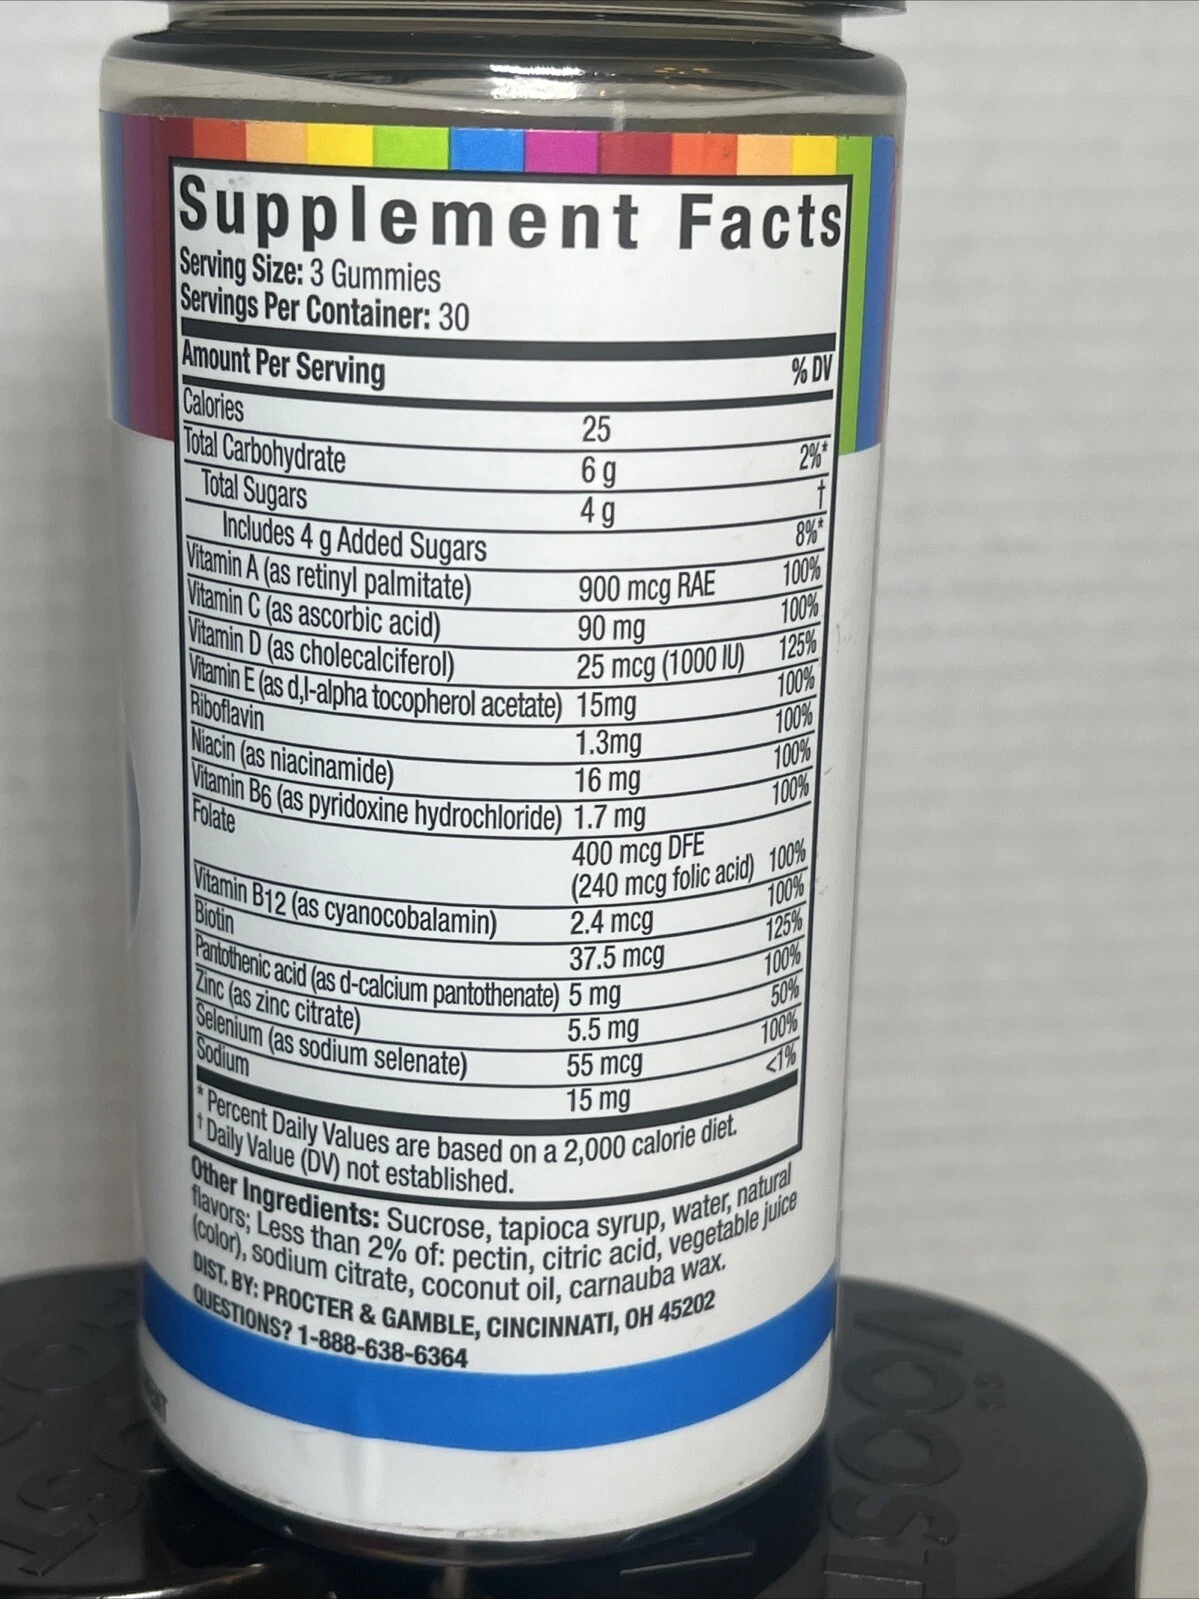 Supplement Facts
Serving Size: 3 Gummies
Servings Per Container: 30
Amount Per Serving % DV
Calories 25
Total Carbohydrate 6 g 2%*
Total Sugars 4 g †
Includes 4 g Added Sugars 8%*
Vitamin A (as retinyl palmitate) 900 mcg RAE 100%
Vitamin C (as ascorbic acid) 90 mg 100%
Vitamin D (as cholecalciferol) 25 mcg (1000 IU) 125%
Vitamin E (as d,l-alpha tocopherol acetate) 15mg 100%
Riboflavin 1.3mg 100%
Niacin (as niacinamide) 16 mg 100%
Vitamin B6 (as pyridoxine hydrochloride) 1.7 mg 100%
Folate 400 mcg DFE
(240 mcg folic acid) 100%
Vitamin B12 (as cyanocobalamin) 2.4 mcg 100%
Biotin 37.5 mcg 125%
Pantothenic acid (as d-calcium pantothenate) 5 mg 100%
Zinc (as zinc citrate) 5.5 mg 50%
Selenium (as sodium selenate) 55 mcg 100%
Sodium 15 mg <1%
* Percent Daily Values are based on a 2,000 calorie diet.
† Daily Value (DV) not established.
Other Ingredients: Sucrose, tapioca syrup, water, natural
flavors; Less than 2% of: pectin, citric acid, vegetable juice
(color), sodium citrate, coconut oil, carnauba wax.
DIST. BY: PROCTER & GAMBLE, CINCINNATI, OH 45202
QUESTIONS? 1-888-638-6364